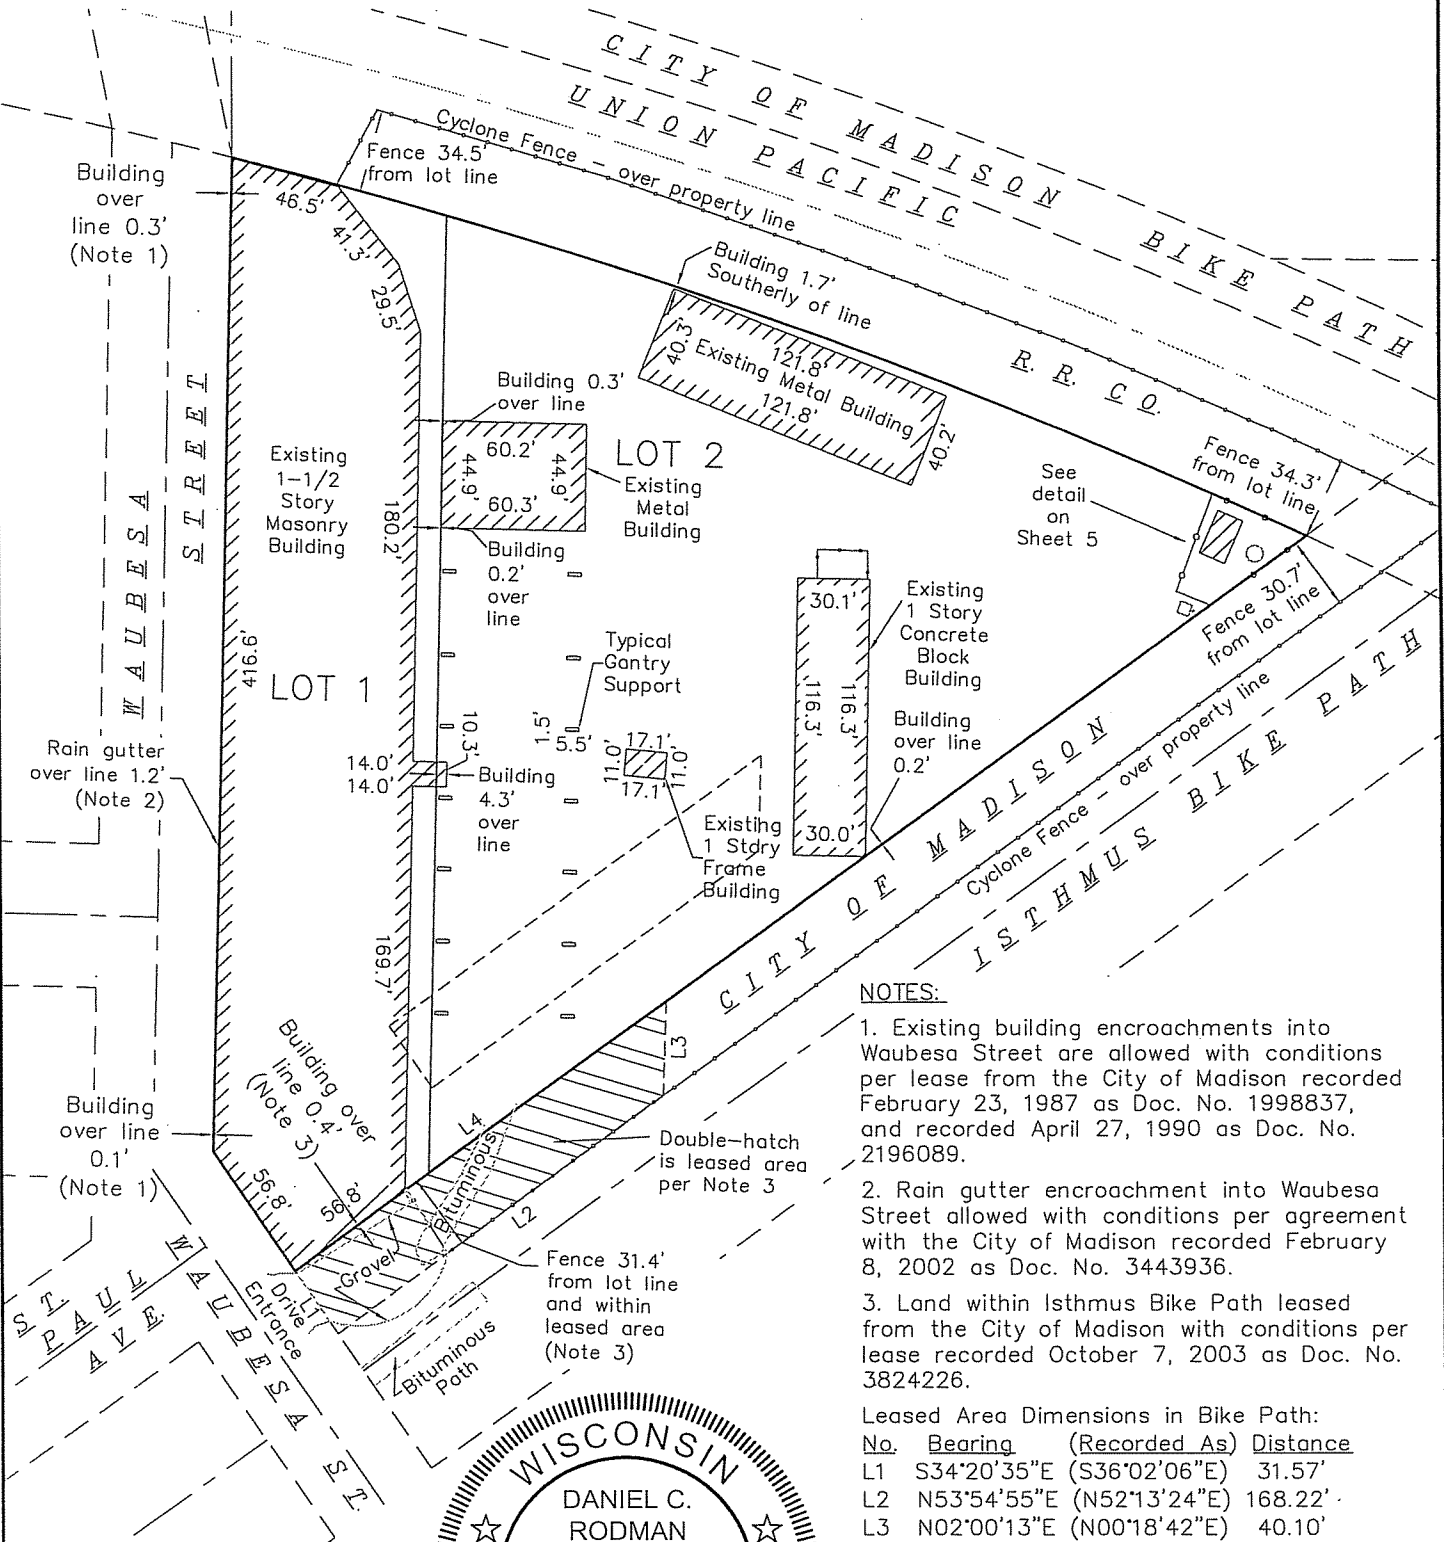 CITY OF MADISON BIKE PATH
UNION PACIFIC R. R. CO.
Cyclone Fence - over property line
Fence 34.5'
from lot line
Building
over
line 0.3'
(Note 1)
46.5'
41.3'
29.5'
Building 1.7'
Southerly of line
40.3'
121.8'
Existing Metal Building
121.8'
40.2'
WAUBESA STREET
Building 0.3'
over line
Existing
1-1/2
Story
Masonry
Building
180.2'
60.2'
44.9'
44.9'
60.3'
LOT 2
Existing
Metal
Building
Building
0.2'
over
line
See
detail
on
Sheet 5
Fence 34.3'
from lot line
Fence 30.7'
from lot line
30.1'
116.3'
116.3'
30.0'
Existing
1 Story
Concrete
Block
Building
Typical
Gantry
Support
1.5'
5.5'
416.6'
LOT 1
Rain gutter
over line 1.2'
(Note 2)
14.0'
14.0'
10.3'
Building
4.3'
over
line
17.1'
11.0'
11.0'
17.1'
Existing
1 Story
Frame
Building
Building
over line
0.2'
CITY OF MADISON
Cyclone Fence - over property line
ISTHMUS BIKE PATH
169.7'
Building over
line 0.4'
(Note 3)
Building
over line
0.1'
(Note 1)
56.8'
56.8'
L4
L3
L2
L1
Bituminous
Gravel
Double-hatch
is leased area
per Note 3
Fence 31.4'
from lot line
and within
leased area
(Note 3)
Drive
Entrance
Bituminous
Path
ST.
PAUL
AVE.
WAUBESA ST.
NOTES:
1. Existing building encroachments into
Waubesa Street are allowed with conditions
per lease from the City of Madison recorded
February 23, 1987 as Doc. No. 1998837,
and recorded April 27, 1990 as Doc. No.
2196089.
2. Rain gutter encroachment into Waubesa
Street allowed with conditions per agreement
with the City of Madison recorded February
8, 2002 as Doc. No. 3443936.
3. Land within Isthmus Bike Path leased
from the City of Madison with conditions per
lease recorded October 7, 2003 as Doc. No.
3824226.
Leased Area Dimensions in Bike Path:
No. Bearing (Recorded As) Distance
L1 S34°20'35"E (S36°02'06"E) 31.57'
L2 N53°54'55"E (N52°13'24"E) 168.22'
L3 N02°00'13"E (N00°18'42"E) 40.10'
WISCONSIN
DANIEL C.
RODMAN